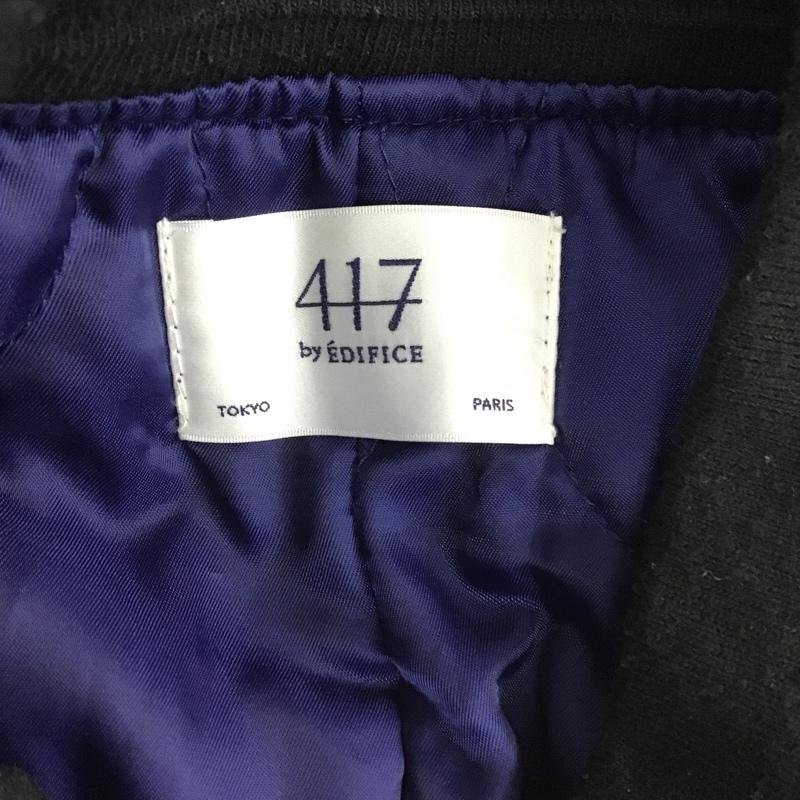 417
by ÉDIFICE
TOKYO PARIS